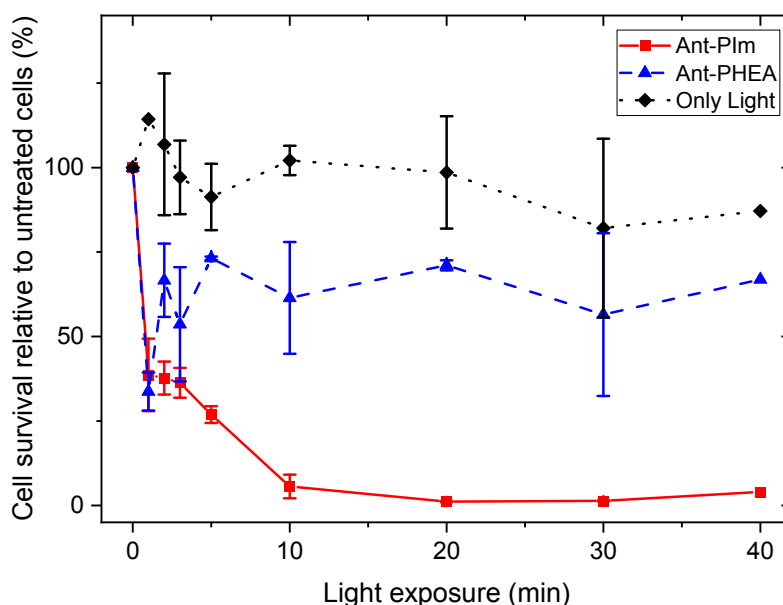 Ant-PIm
Ant-PHEA
Only Light
Cell survival relative to untreated cells (%)
100
50
0
0
10
20
30
40
Light exposure (min)